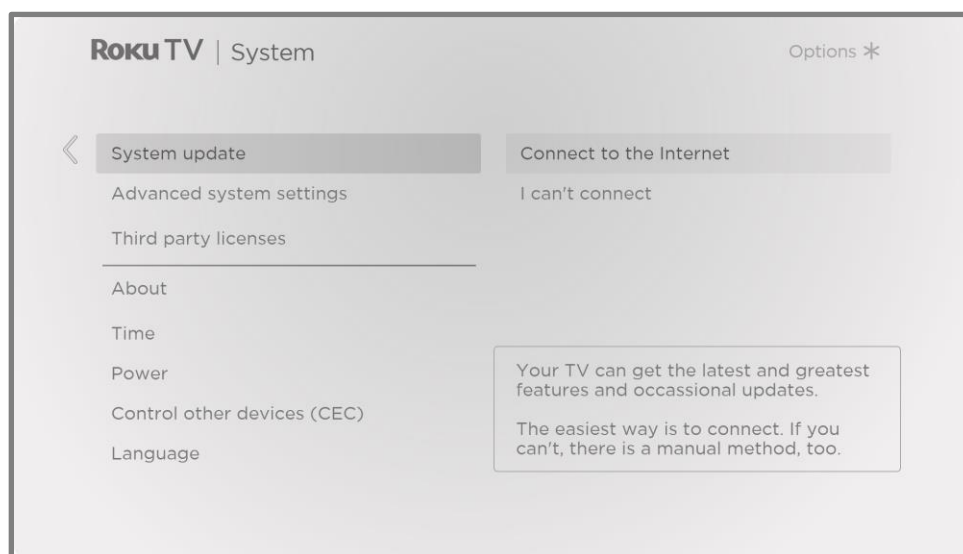 Roku TV | System
Options *
System update
Advanced system settings
Third party licenses
About
Time
Power
Control other devices (CEC)
Language
Connect to the Internet
I can't connect
Your TV can get the latest and greatest
features and occassional updates.
The easiest way is to connect. If you
can't, there is a manual method, too.